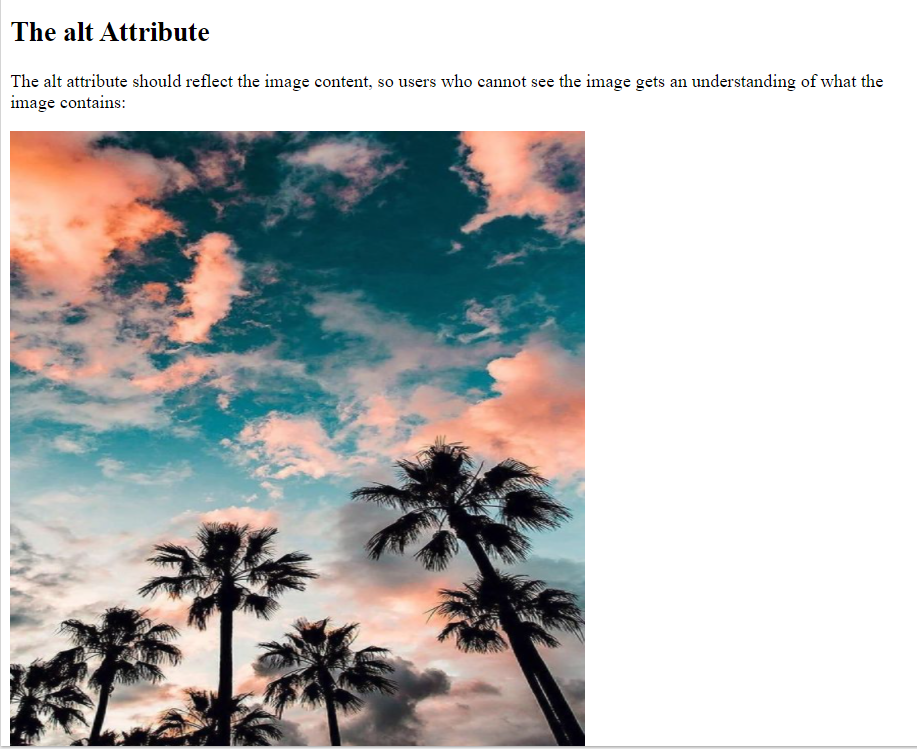 The alt Attribute
The alt attribute should reflect the image content, so users who cannot see the image gets an understanding of what the
image contains: